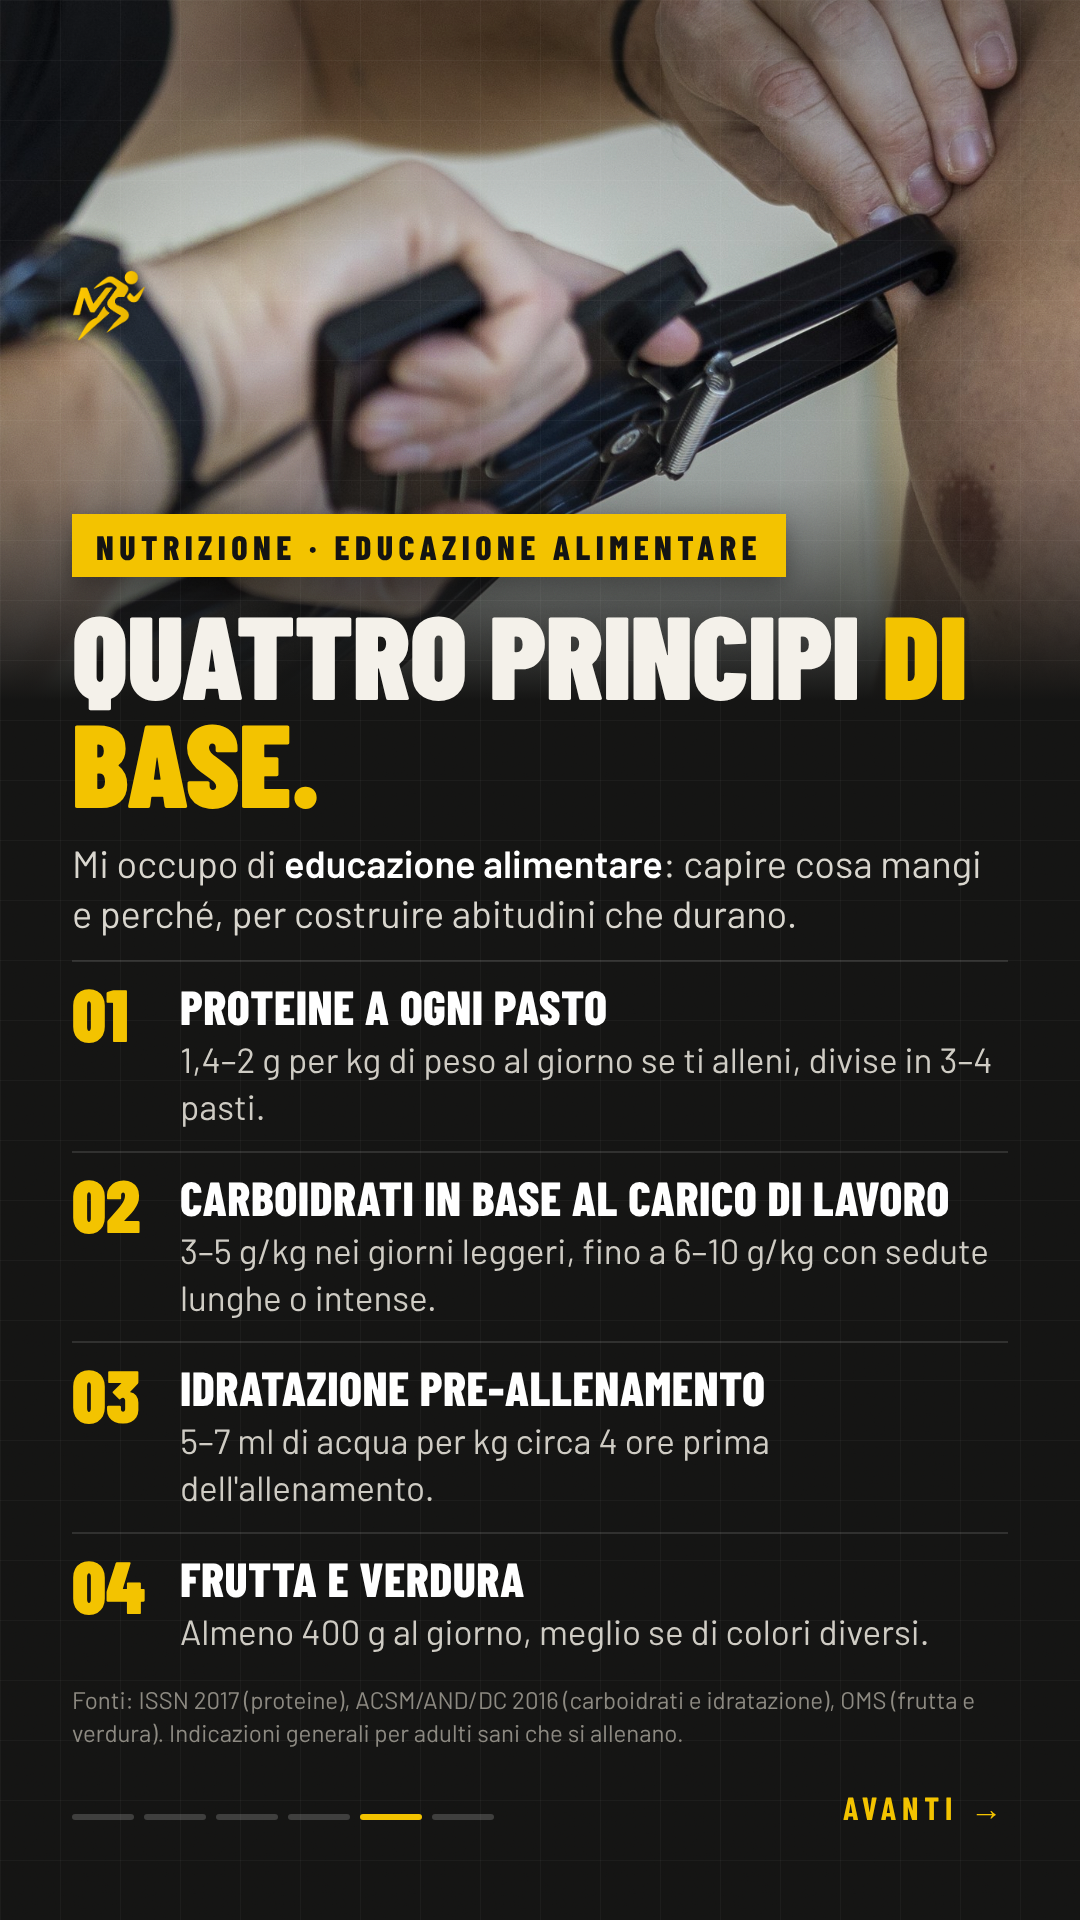 NUTRIZIONE · EDUCAZIONE ALIMENTARE
QUATTRO PRINCIPI DI
BASE.
Mi occupo di educazione alimentare: capire cosa mangi
e perché, per costruire abitudini che durano.
01
PROTEINE A OGNI PASTO
1,4–2 g per kg di peso al giorno se ti alleni, divise in 3–4
pasti.
02
CARBOIDRATI IN BASE AL CARICO DI LAVORO
3–5 g/kg nei giorni leggeri, fino a 6–10 g/kg con sedute
lunghe o intense.
03
IDRATAZIONE PRE-ALLENAMENTO
5–7 ml di acqua per kg circa 4 ore prima
dell'allenamento.
04
FRUTTA E VERDURA
Almeno 400 g al giorno, meglio se di colori diversi.
Fonti: ISSN 2017 (proteine), ACSM/AND/DC 2016 (carboidrati e idratazione), OMS (frutta e
verdura). Indicazioni generali per adulti sani che si allenano.
AVANTI →